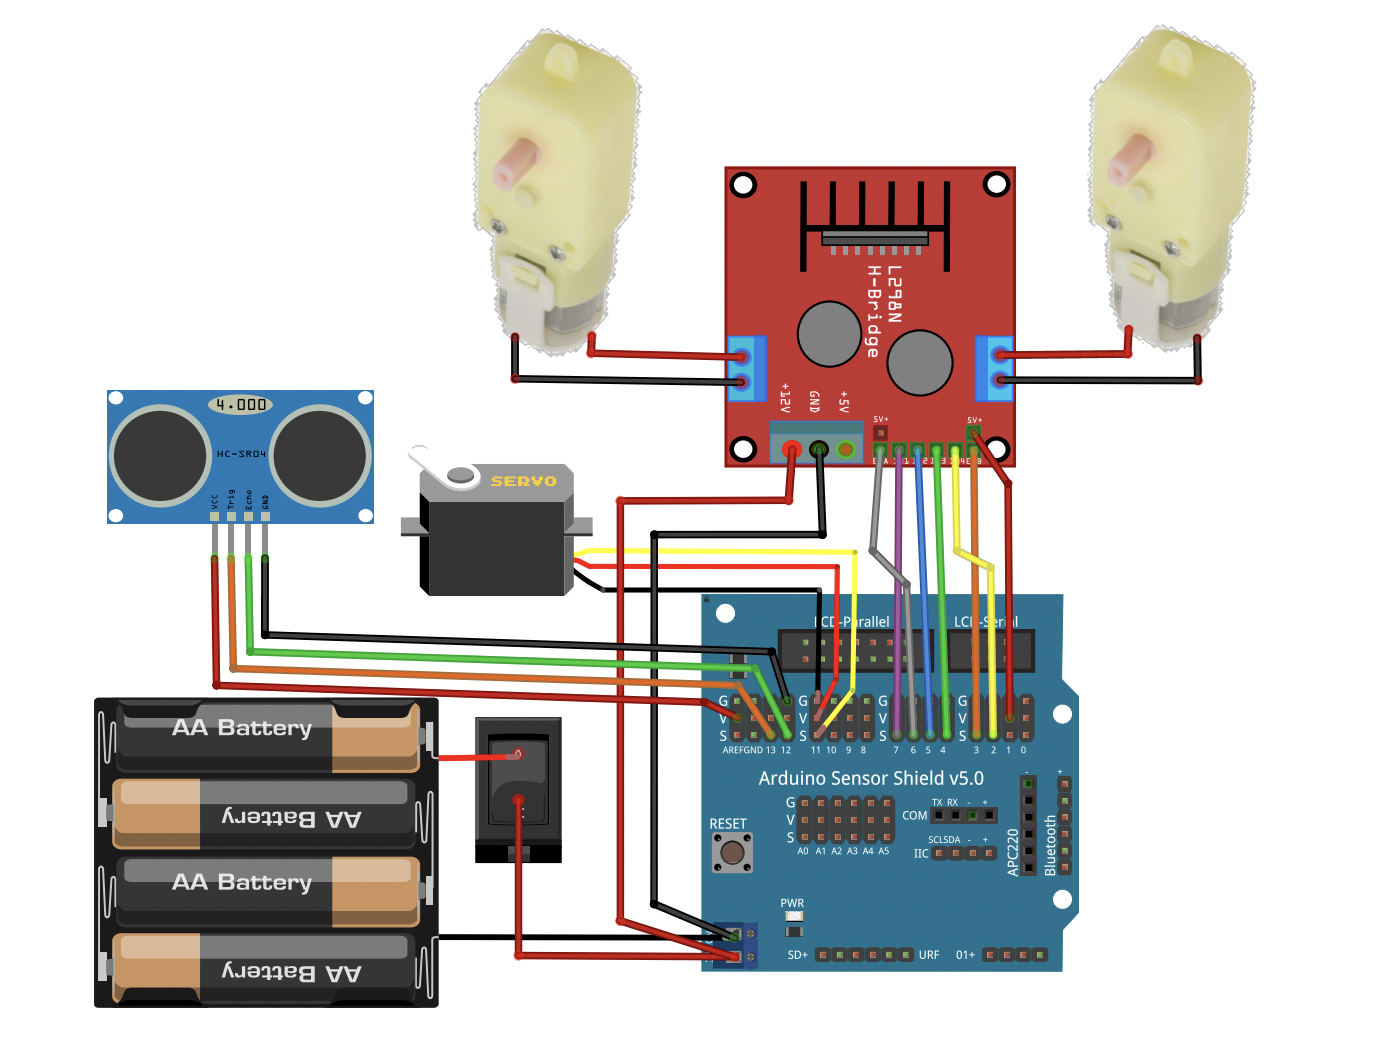 L298N
H-Bridge
+12V
GND
+5V
5V+
5V+
4.000
HC-SR04
VCC
Trig
Echo
GND
SERVO
LCD-Parallel
G
V
S
G
V
S
G
V
S
G
V
S
AREF GND 13 12 11 10 9 8 7 6 5 4 3 2 1 0
Arduino Sensor Shield v5.0
AA Battery
AA Battery
AA Battery
AA Battery
G
V
S
A0 A1 A2 A3 A4 A5
RESET
TX RX - +
COM
SCL SDA - +
IIC
APC220
-
Bluetooth
+
PWR
SD+
URF
01+